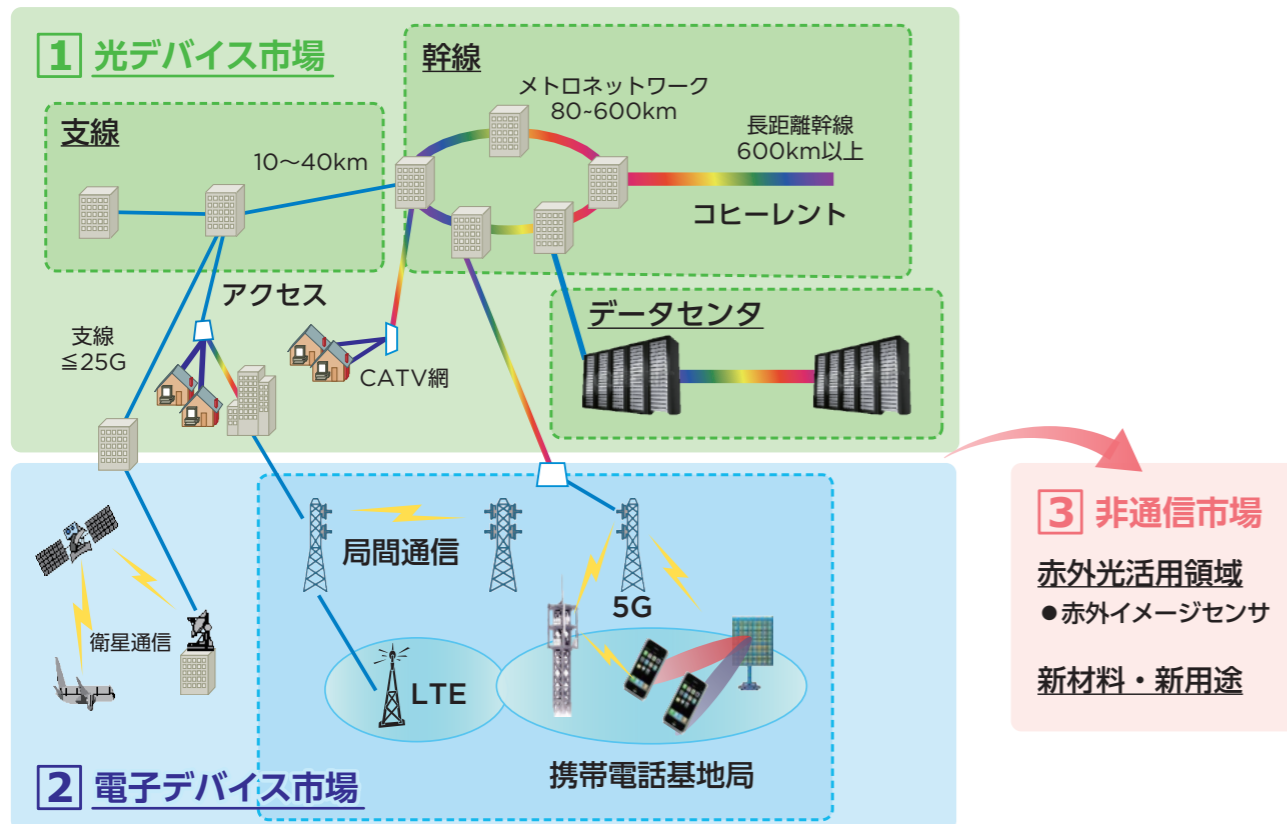 1 光デバイス市場
幹線
メトロネットワーク
80~600km
長距離幹線
600km以上
コヒーレント
支線
10〜40km
アクセス
支線
≦25G
CATV網
データセンタ
局間通信
5G
衛星通信
LTE
携帯電話基地局
2 電子デバイス市場
3 非通信市場
赤外光活用領域
●赤外イメージセンサ
新材料・新用途